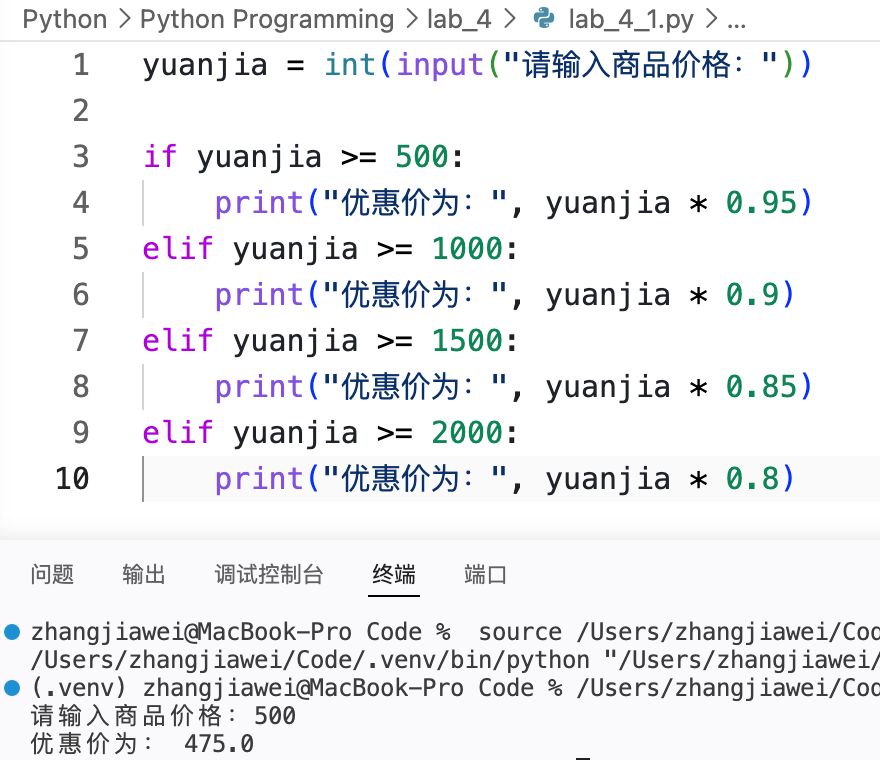 Python > Python Programming > lab_4 > lab_4_1.py > ...
1 yuanjia = int(input("请输入商品价格："))
2
3 if yuanjia >= 500:
4     print("优惠价为：", yuanjia * 0.95)
5 elif yuanjia >= 1000:
6     print("优惠价为：", yuanjia * 0.9)
7 elif yuanjia >= 1500:
8     print("优惠价为：", yuanjia * 0.85)
9 elif yuanjia >= 2000:
10     print("优惠价为：", yuanjia * 0.8)
问题 输出 调试控制台 终端 端口
zhangjiawei@MacBook-Pro Code %  source /Users/zhangjiawei/Cod
/Users/zhangjiawei/Code/.venv/bin/python "/Users/zhangjiawei/
(.venv) zhangjiawei@MacBook-Pro Code % /Users/zhangjiawei/Cod
请输入商品价格：500
优惠价为： 475.0